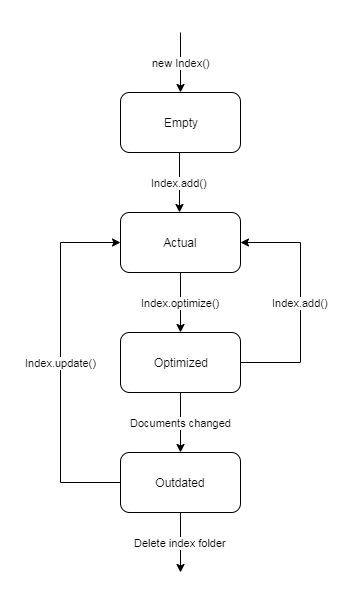 new Index()
Empty
Index.add()
Actual
Index.optimize()
Index.add()
Index.update()
Optimized
Documents changed
Outdated
Delete index folder